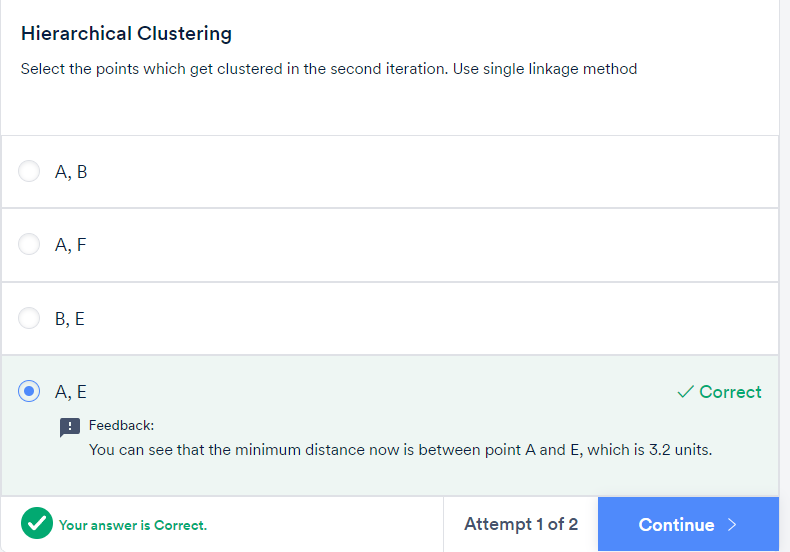 Hierarchical Clustering
Select the points which get clustered in the second iteration. Use single linkage method
A, B
A, F
B, E
A, E
Correct
Feedback:
You can see that the minimum distance now is between point A and E, which is 3.2 units.
Your answer is Correct.
Attempt 1 of 2
Continue